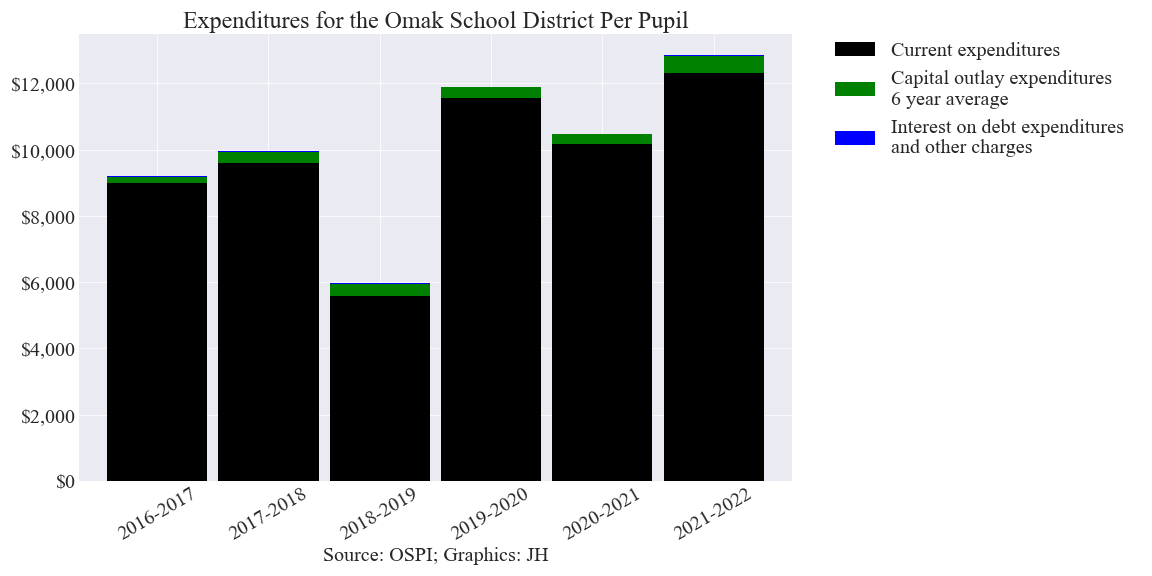 Expenditures for the Omak School District Per Pupil
Current expenditures
Capital outlay expenditures
6 year average
Interest on debt expenditures
and other charges
$12,000
$10,000
$8,000
$6,000
$4,000
$2,000
$0
2016-2017
2017-2018
2018-2019
2019-2020
2020-2021
2021-2022
Source: OSPI; Graphics: JH